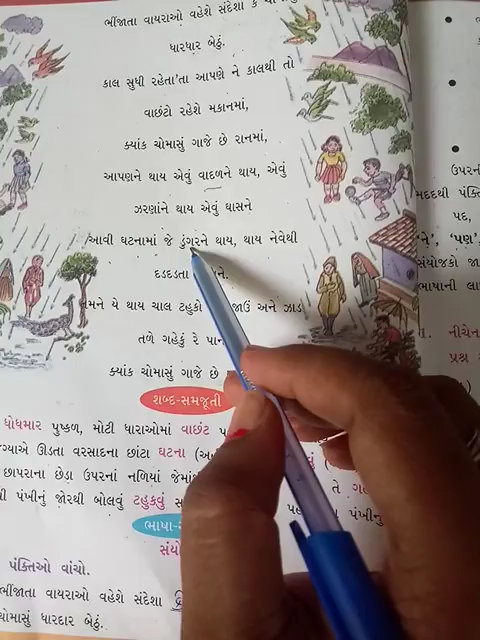 ભીંજાતા વાયરાઓ વહેશે સંદેશા કે
ધારધાર બેઠું.
કાલ સુધી રહેતા'તા આપણે ને કાલથી તો
વાછંટો રહેશે મકાનમાં,
ક્યાંક ચોમાસું ગાજે છે રાનમાં,
આપણને થાય એવું વાદળને થાય, એવું
ઝરણાંને થાય એવું ઘાસને
આવી ઘટનામાં જે ડુંગરને થાય, થાય નેવેથી
દડદડતા
મને યે થાય ચાલ ટહુકો જાઉં અને ઝાડ
તળે ગહેકું રે
ક્યાંક ચોમાસું ગાજે છે
શબ્દ-સમજૂતી
ધોધમાર પુષ્કળ, મોટી ધારાઓમાં વાછંટ
ઊડતા વરસાદના છાંટા ઘટના
છાપરાના છેડા ઉપરનાં નળિયાં
પંખીનું જોરથી બોલવું ટહુકવું
પંખીનું
ભાષા
પંક્તિઓ વાંચો.
ભીંજાતા વાયરાઓ વહેશે સંદેશા
ચોમાસું ધારદાર બેઠું.
ઉપરની
મદદથી
પદ,
'ને', 'પણ',
સંયોજકો
ભાષાની
1. નીચેન
પ્રશ્ન